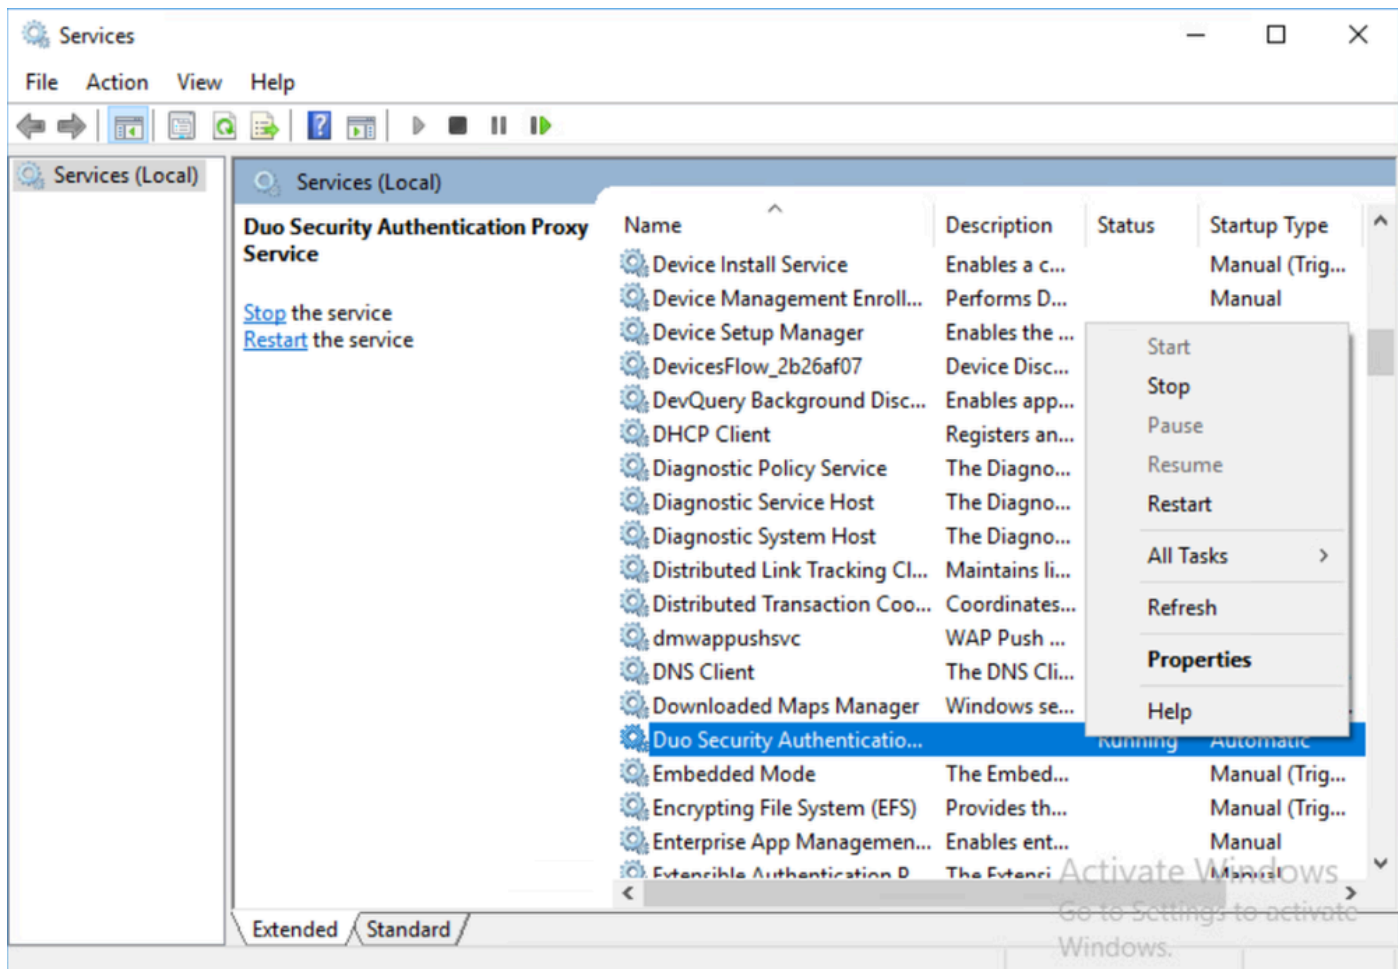 Services
File Action View Help
Services (Local)
Services (Local)
Duo Security Authentication Proxy
Service
Stop the service
Restart the service
Name Description Status Startup Type
Device Install Service Enables a c... Manual (Trig...
Device Management Enroll... Performs D... Manual
Device Setup Manager Enables the ...
DevicesFlow_2b26af07 Device Disc...
DevQuery Background Disc... Enables app...
DHCP Client Registers an...
Diagnostic Policy Service The Diagno...
Diagnostic Service Host The Diagno...
Diagnostic System Host The Diagno...
Distributed Link Tracking Cl... Maintains li...
Distributed Transaction Coo... Coordinates...
dmwappushsvc WAP Push ...
DNS Client The DNS Cli...
Downloaded Maps Manager Windows se...
Duo Security Authenticatio... Running Automatic
Embedded Mode The Embed... Manual (Trig...
Encrypting File System (EFS) Provides th... Manual (Trig...
Enterprise App Managemen... Enables ent... Manual
Extensible Authentication P The Extensi Manual
Start
Stop
Pause
Resume
Restart
All Tasks
Refresh
Properties
Help
Activate Windows
Go to Settings to activate
Windows.
Extended Standard